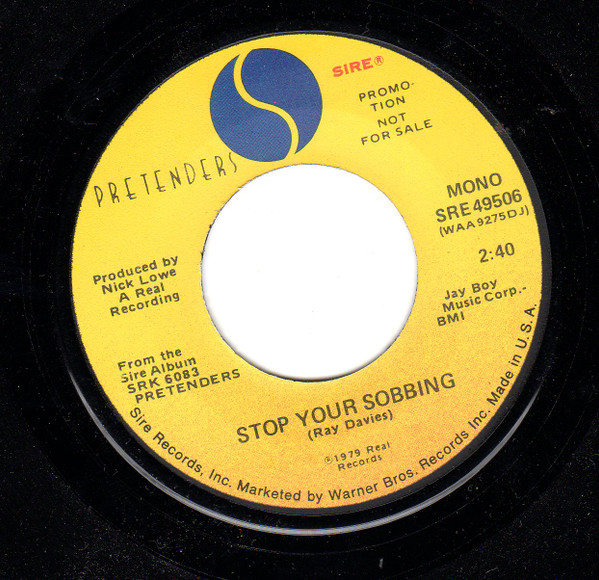 SIRE®
PROMO-
TION
NOT
FOR SALE
PRETENDERS
MONO
SRE 49506
(WAA9275DJ)
2:40
Jay Boy
Music Corp.-
BMI
Produced by
Nick Lowe
A Real
Recording
From the
Sire Album
SRK 6083
PRETENDERS
STOP YOUR SOBBING
(Ray Davies)
℗1979 Real
Records
Sire Records, Inc. Marketed by Warner Bros. Records Inc. Made in U.S.A.